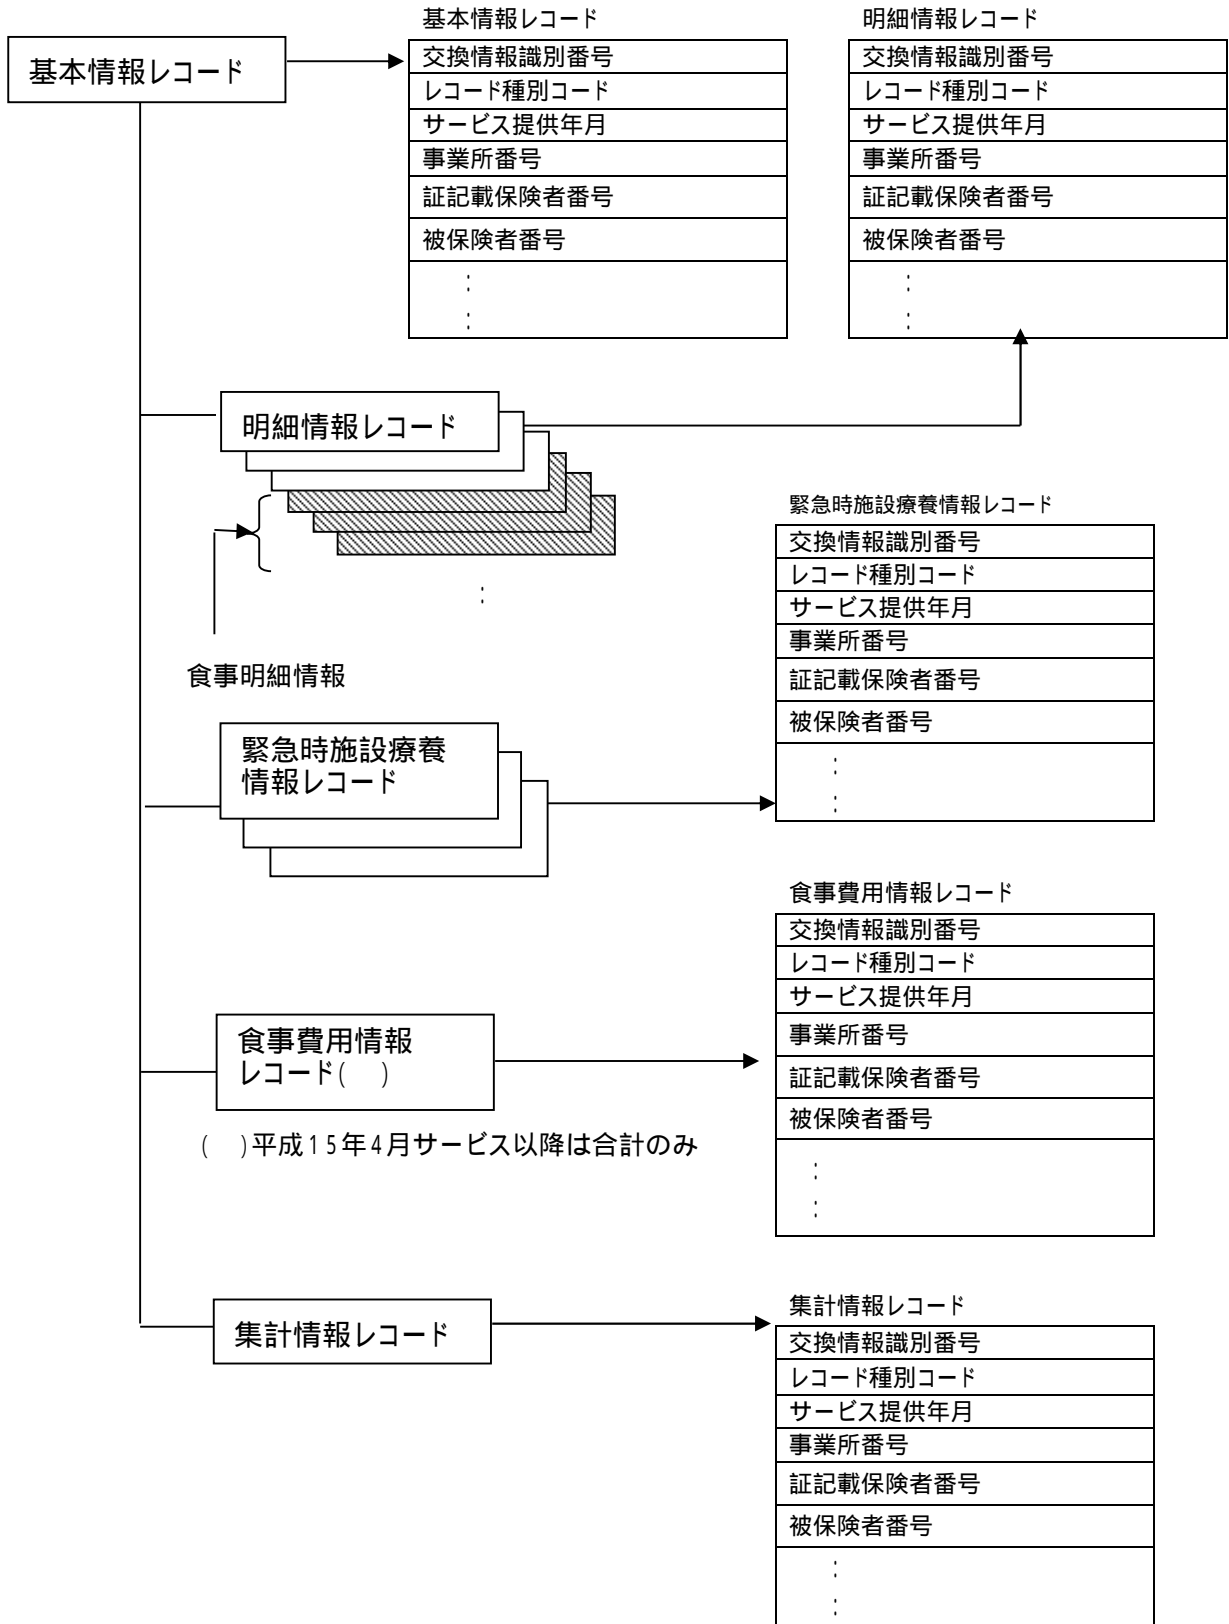 基本情報レコード
基本情報レコード
交換情報識別番号
レコード種別コード
サービス提供年月
事業所番号
証記載保険者番号
被保険者番号
:
:
明細情報レコード
交換情報識別番号
レコード種別コード
サービス提供年月
事業所番号
証記載保険者番号
被保険者番号
:
:
明細情報レコード
:
食事明細情報
緊急時施設療養情報レコード
交換情報識別番号
レコード種別コード
サービス提供年月
事業所番号
証記載保険者番号
被保険者番号
:
:
緊急時施設療養
情報レコード
食事費用情報レコード
交換情報識別番号
レコード種別コード
サービス提供年月
事業所番号
証記載保険者番号
被保険者番号
:
:
食事費用情報
レコード(　)
(　)平成15年4月サービス以降は合計のみ
集計情報レコード
集計情報レコード
交換情報識別番号
レコード種別コード
サービス提供年月
事業所番号
証記載保険者番号
被保険者番号
:
: